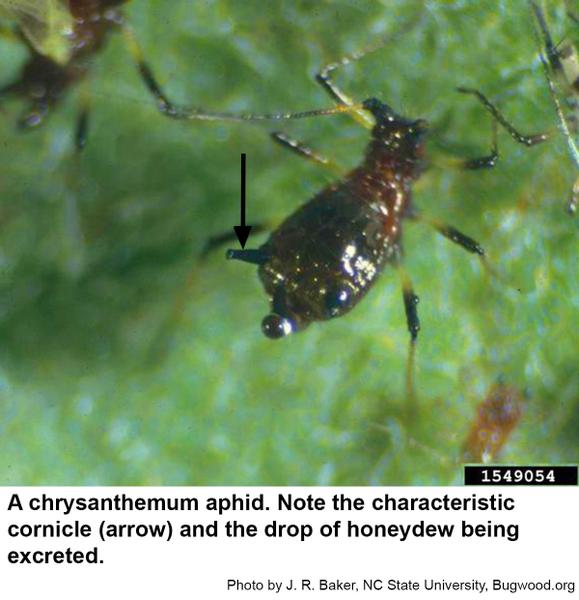 1549054
A chrysanthemum aphid. Note the characteristic
cornicle (arrow) and the drop of honeydew being
excreted.
Photo by J. R. Baker, NC State University, Bugwood.org